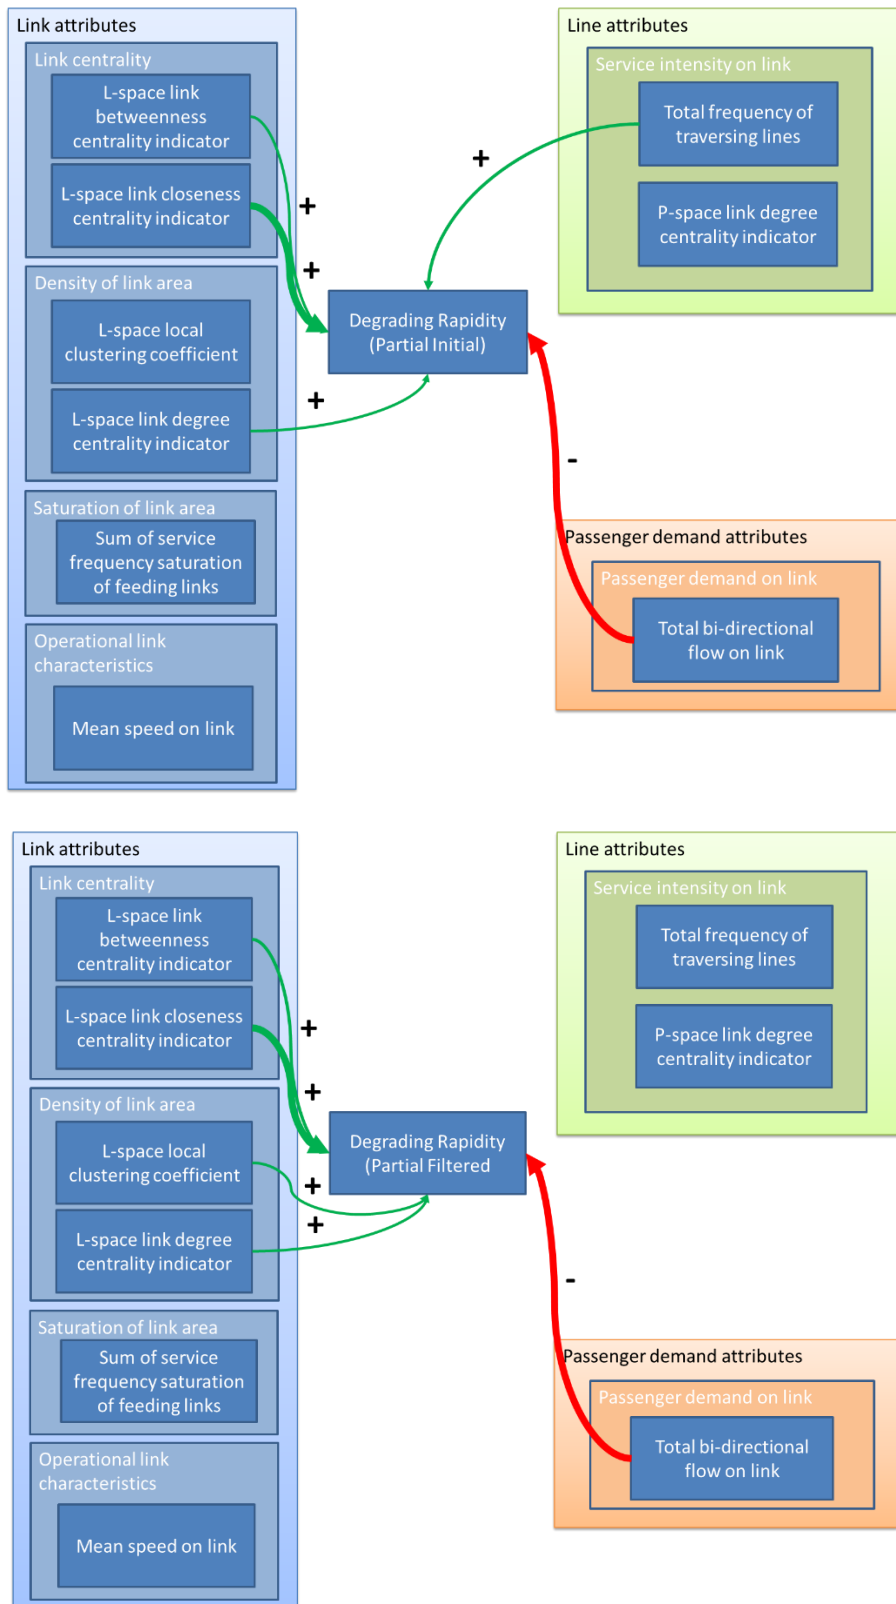 Link attributes
Link centrality
L-space link
betweenness
centrality indicator
L-space link closeness
centrality indicator
+
+
Density of link area
L-space local
clustering coefficient
L-space link degree
centrality indicator
+
Saturation of link area
Sum of service
frequency saturation
of feeding links
Operational link
characteristics
Mean speed on link
Degrading Rapidity
(Partial Initial)
Line attributes
Service intensity on link
Total frequency of
traversing lines
+
P-space link degree
centrality indicator
-
Passenger demand attributes
Passenger demand on link
Total bi-directional
flow on link
Link attributes
Link centrality
L-space link
betweenness
centrality indicator
L-space link closeness
centrality indicator
+
+
Density of link area
L-space local
clustering coefficient
+
L-space link degree
centrality indicator
+
Saturation of link area
Sum of service
frequency saturation
of feeding links
Operational link
characteristics
Mean speed on link
Degrading Rapidity
(Partial Filtered
Line attributes
Service intensity on link
Total frequency of
traversing lines
P-space link degree
centrality indicator
-
Passenger demand attributes
Passenger demand on link
Total bi-directional
flow on link